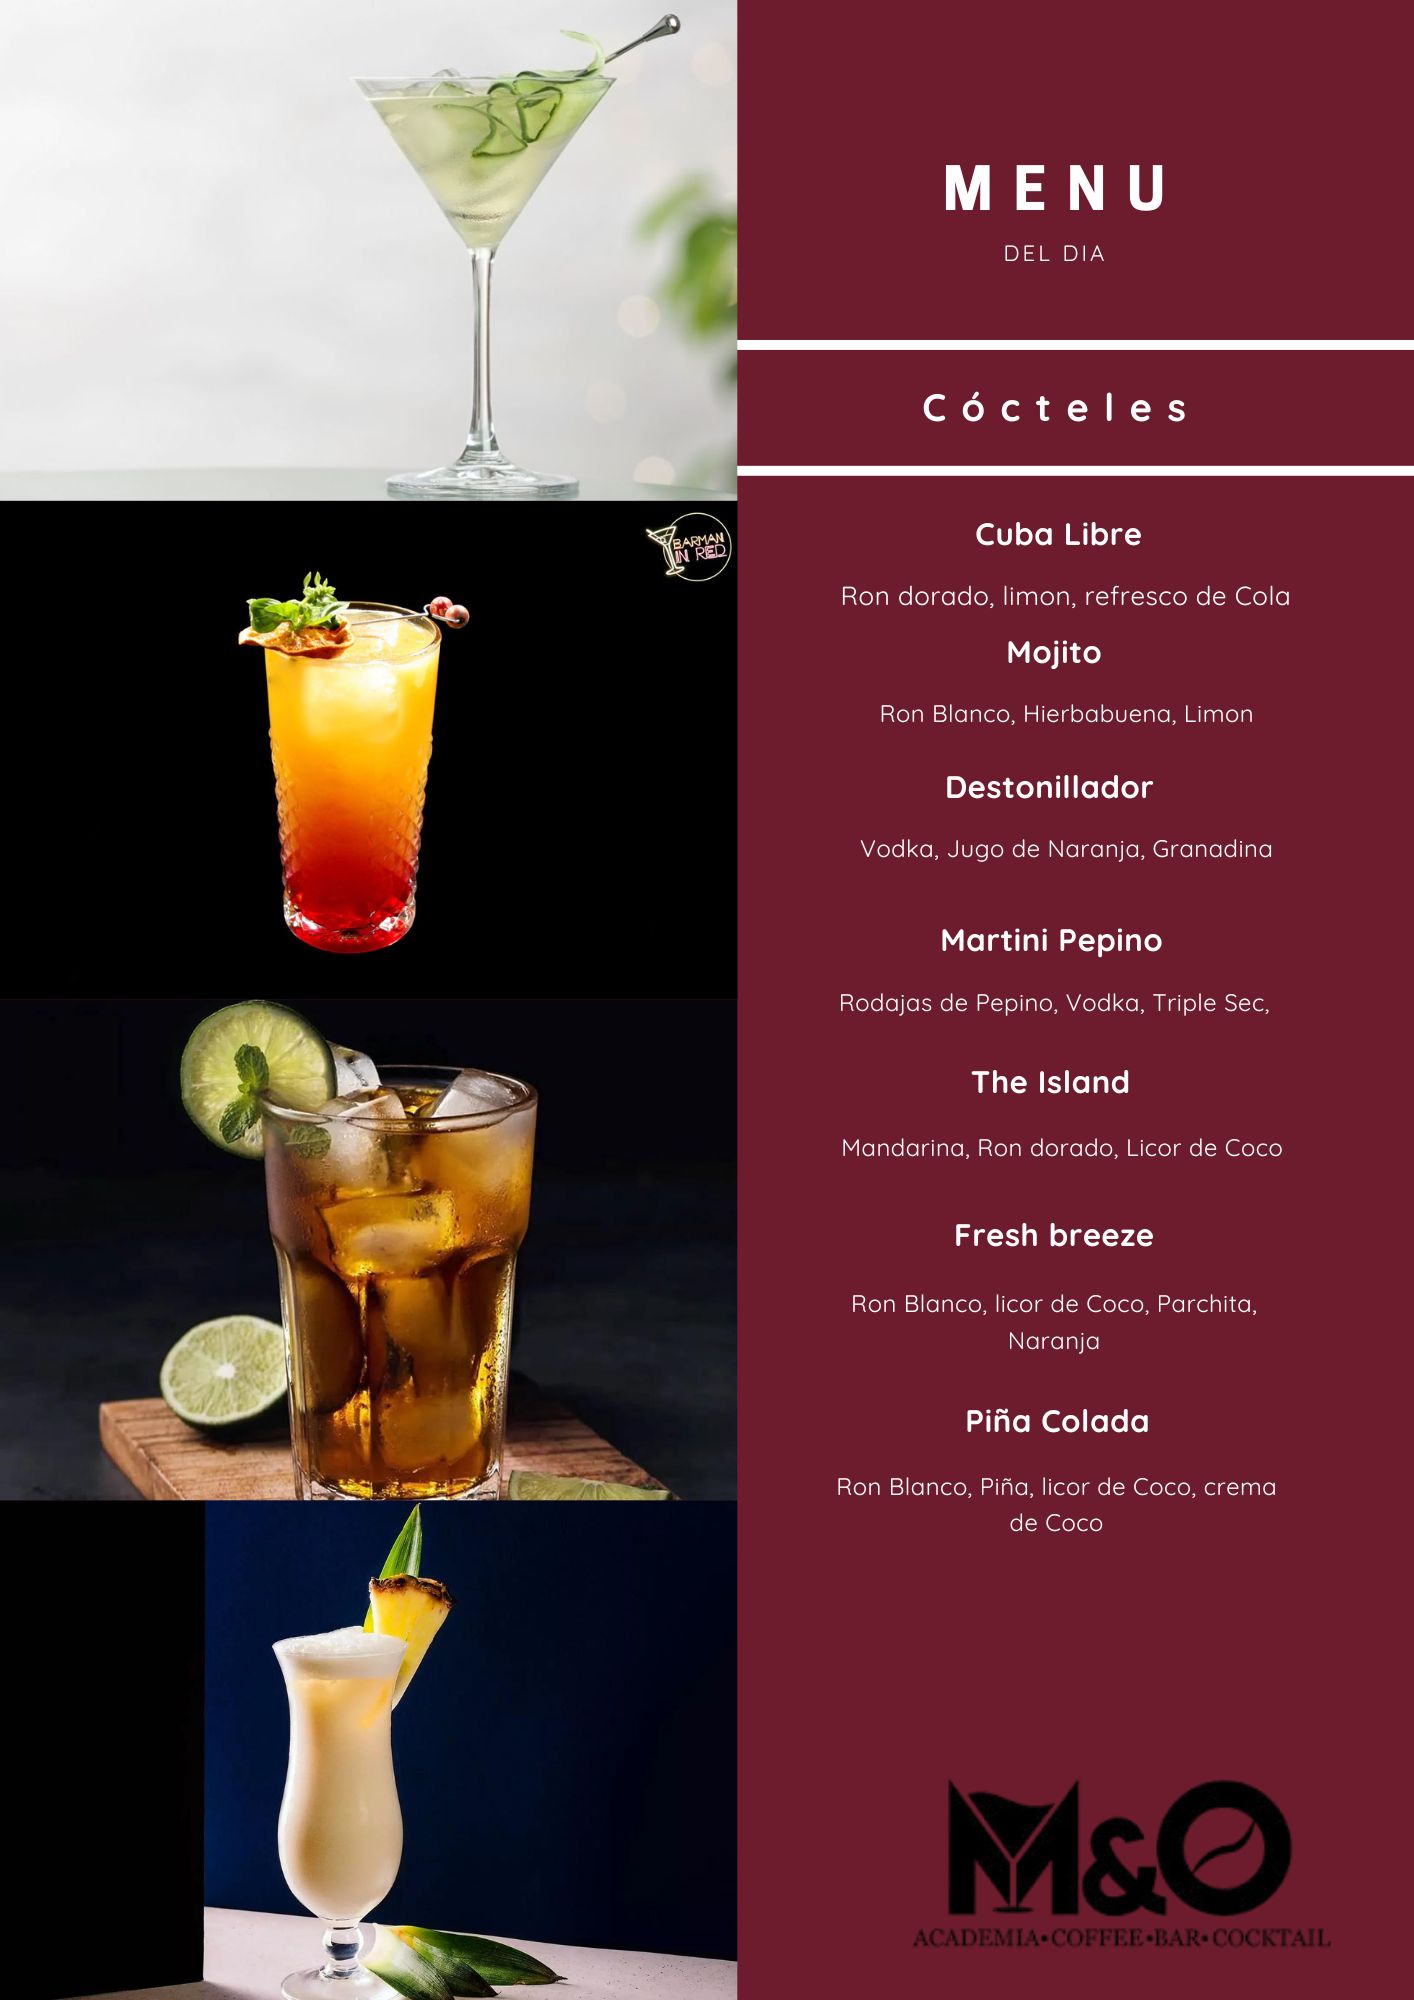 MENU
DEL DIA
Cócteles
BARMAN
IN RED
Cuba Libre
Ron dorado, limon, refresco de Cola
Mojito
Ron Blanco, Hierbabuena, Limon
Destonillador
Vodka, Jugo de Naranja, Granadina
Martini Pepino
Rodajas de Pepino, Vodka, Triple Sec,
The Island
Mandarina, Ron dorado, Licor de Coco
Fresh breeze
Ron Blanco, licor de Coco, Parchita,
Naranja
Piña Colada
Ron Blanco, Piña, licor de Coco, crema
de Coco
M&O
ACADEMIA•COFFEE•BAR•COCKTAIL